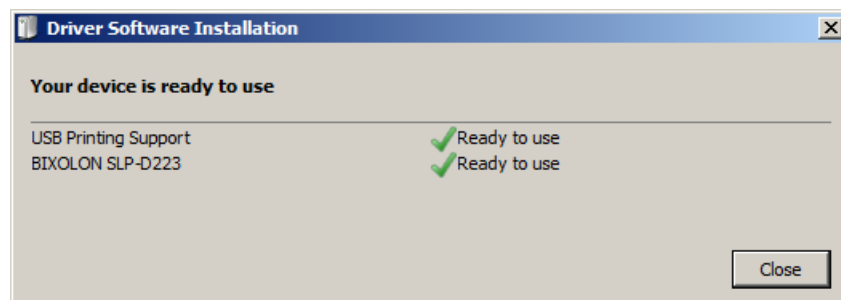 Driver Software Installation
Your device is ready to use
USB Printing Support Ready to use
BIXOLON SLP-D223 Ready to use
Close